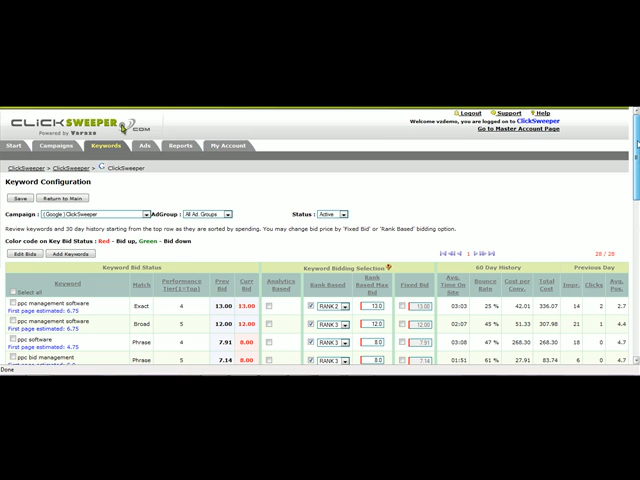 Logout Support Help
CLICKSWEEPER .COM
Powered by Varazo
Welcome vzdemo, you are logged on to ClickSweeper
Go to Master Account Page
Start Campaigns Keywords Ads Reports My Account
ClickSweeper > ClickSweeper > G ClickSweeper
Keyword Configuration
Save Return to Main
Campaign : ( Google ) ClickSweeper AdGroup : All Ad Groups Status : Active
Review keywords and 30 day history starting from the top row as they are sorted by spending. You may adjust bid price by 'Fixed Bid' or 'Rank Based' bidding option.
Color code on Key Bid Status : Red - Bid up, Green - Bid down
Edit Bids Add Keywords 1 28 / 28
Keyword Bid Status Keyword Bidding Selection 60 Day History Previous Day
Keyword Match Performance Tier(1=Top) Prev Bid Curr Bid Analytics Based Rank Based Rank Based Max Bid Fixed Bid Avg. Time On Site Bounce Rate Cost per Conv. Total Cost Impr. Clicks Avg. Pos.
Select all
ppc management software Exact 4 13.00 13.00 RANK 2 13.0 13.00 03:03 25 % 42.01 336.07 14 2 2.7
First page estimated: 6.75
ppc management software Broad 5 12.00 12.00 RANK 3 12.0 12.00 02:07 45 % 51.33 307.98 21 1 4.4
First page estimated: 6.75
ppc software Phrase 4 7.91 8.00 RANK 3 8.0 7.91 03:08 47 % 268.30 268.30 18 0 4.7
ppc bid management Phrase 5 7.14 8.00 RANK 3 8.0 01:51 61 % 27.91 83.74 6 0 4.7
Done